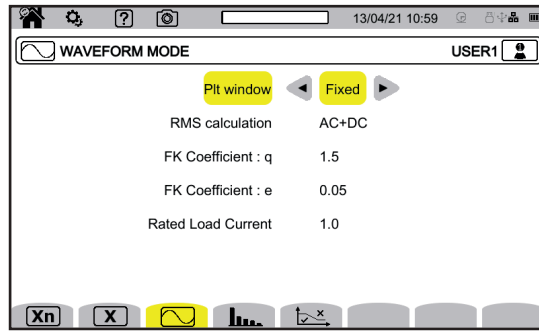 ? 13/04/21 10:59
WAVEFORM MODE USER1
Plt window Fixed
RMS calculation AC+DC
FK Coefficient : q 1.5
FK Coefficient : e 0.05
Rated Load Current 1.0
Xn X